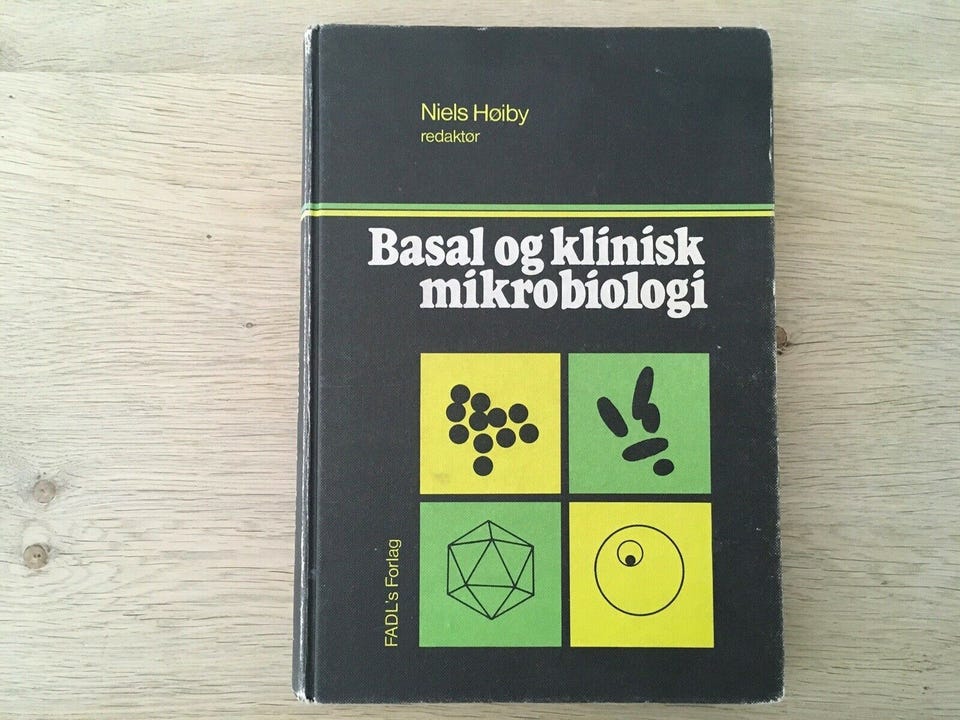 Niels Høiby
redaktør
Basal og klinisk
mikrobiologi
FADL's Forlag